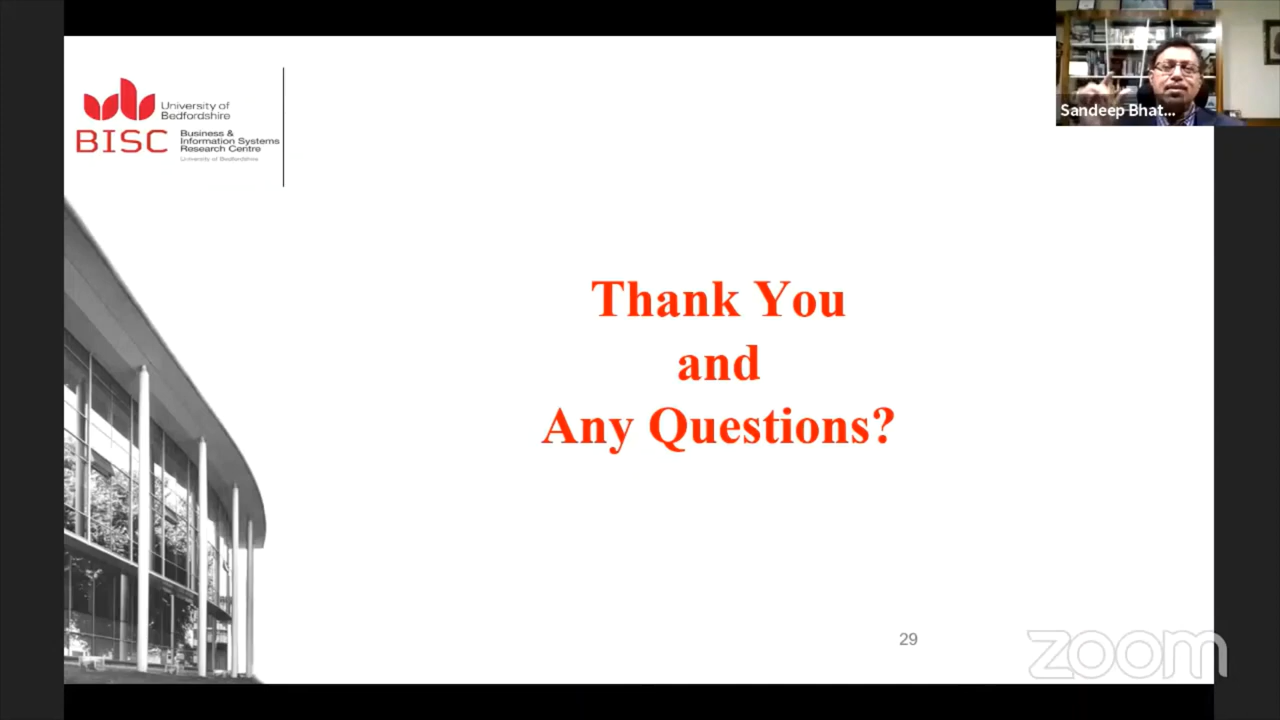 University of
Bedfordshire
BISC
Business &
Information Systems
Research Centre
University of Bedfordshire
Sandeep Bhat...
Thank You
and
Any Questions?
29
zoom